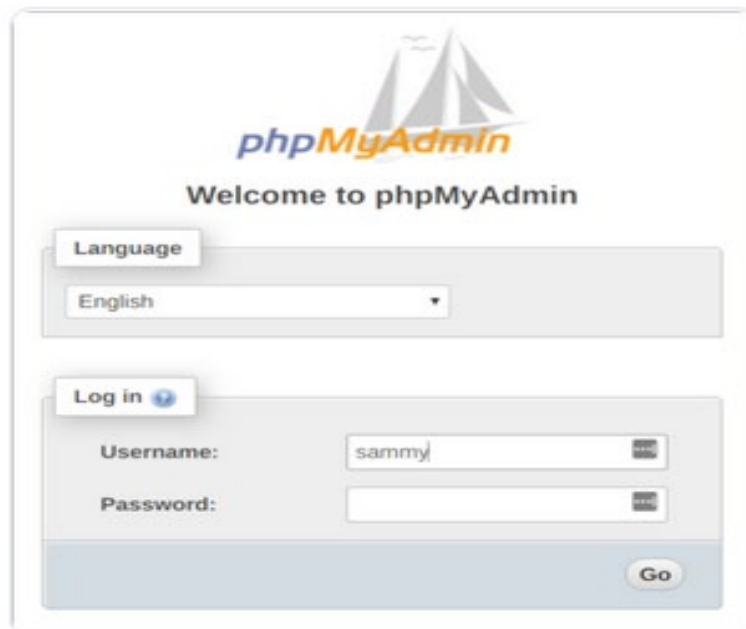 phpMyAdmin
Welcome to phpMyAdmin
Language
English
Log in
Username:
sammy
Password:
Go